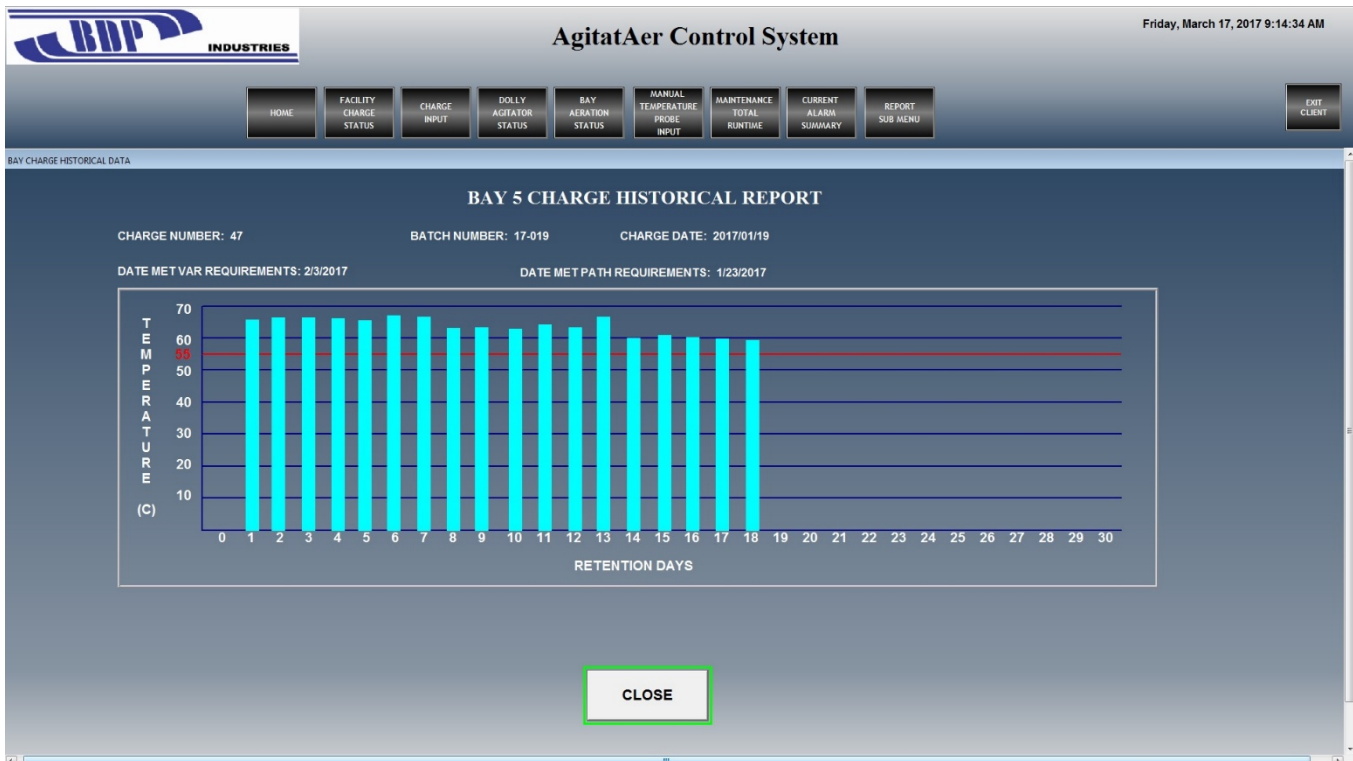 BDP INDUSTRIES
AgitatAer Control System
Friday, March 17, 2017 9:14:34 AM
HOME
FACILITY
CHARGE
STATUS
CHARGE
INPUT
DOLLY
AGITATOR
STATUS
BAY
AERATION
STATUS
MANUAL
TEMPERATURE
PROBE
INPUT
MAINTENANCE
TOTAL
RUNTIME
CURRENT
ALARM
SUMMARY
REPORT
SUB MENU
EXIT
CLIENT
BAY CHARGE HISTORICAL DATA
BAY 5 CHARGE HISTORICAL REPORT
CHARGE NUMBER: 47 BATCH NUMBER: 17-019 CHARGE DATE: 2017/01/19
DATE MET VAR REQUIREMENTS: 2/3/2017 DATE MET PATH REQUIREMENTS: 1/23/2017
TEMPERATURE
(C)
70
60
55
50
40
30
20
10
0 1 2 3 4 5 6 7 8 9 10 11 12 13 14 15 16 17 18 19 20 21 22 23 24 25 26 27 28 29 30
RETENTION DAYS
CLOSE